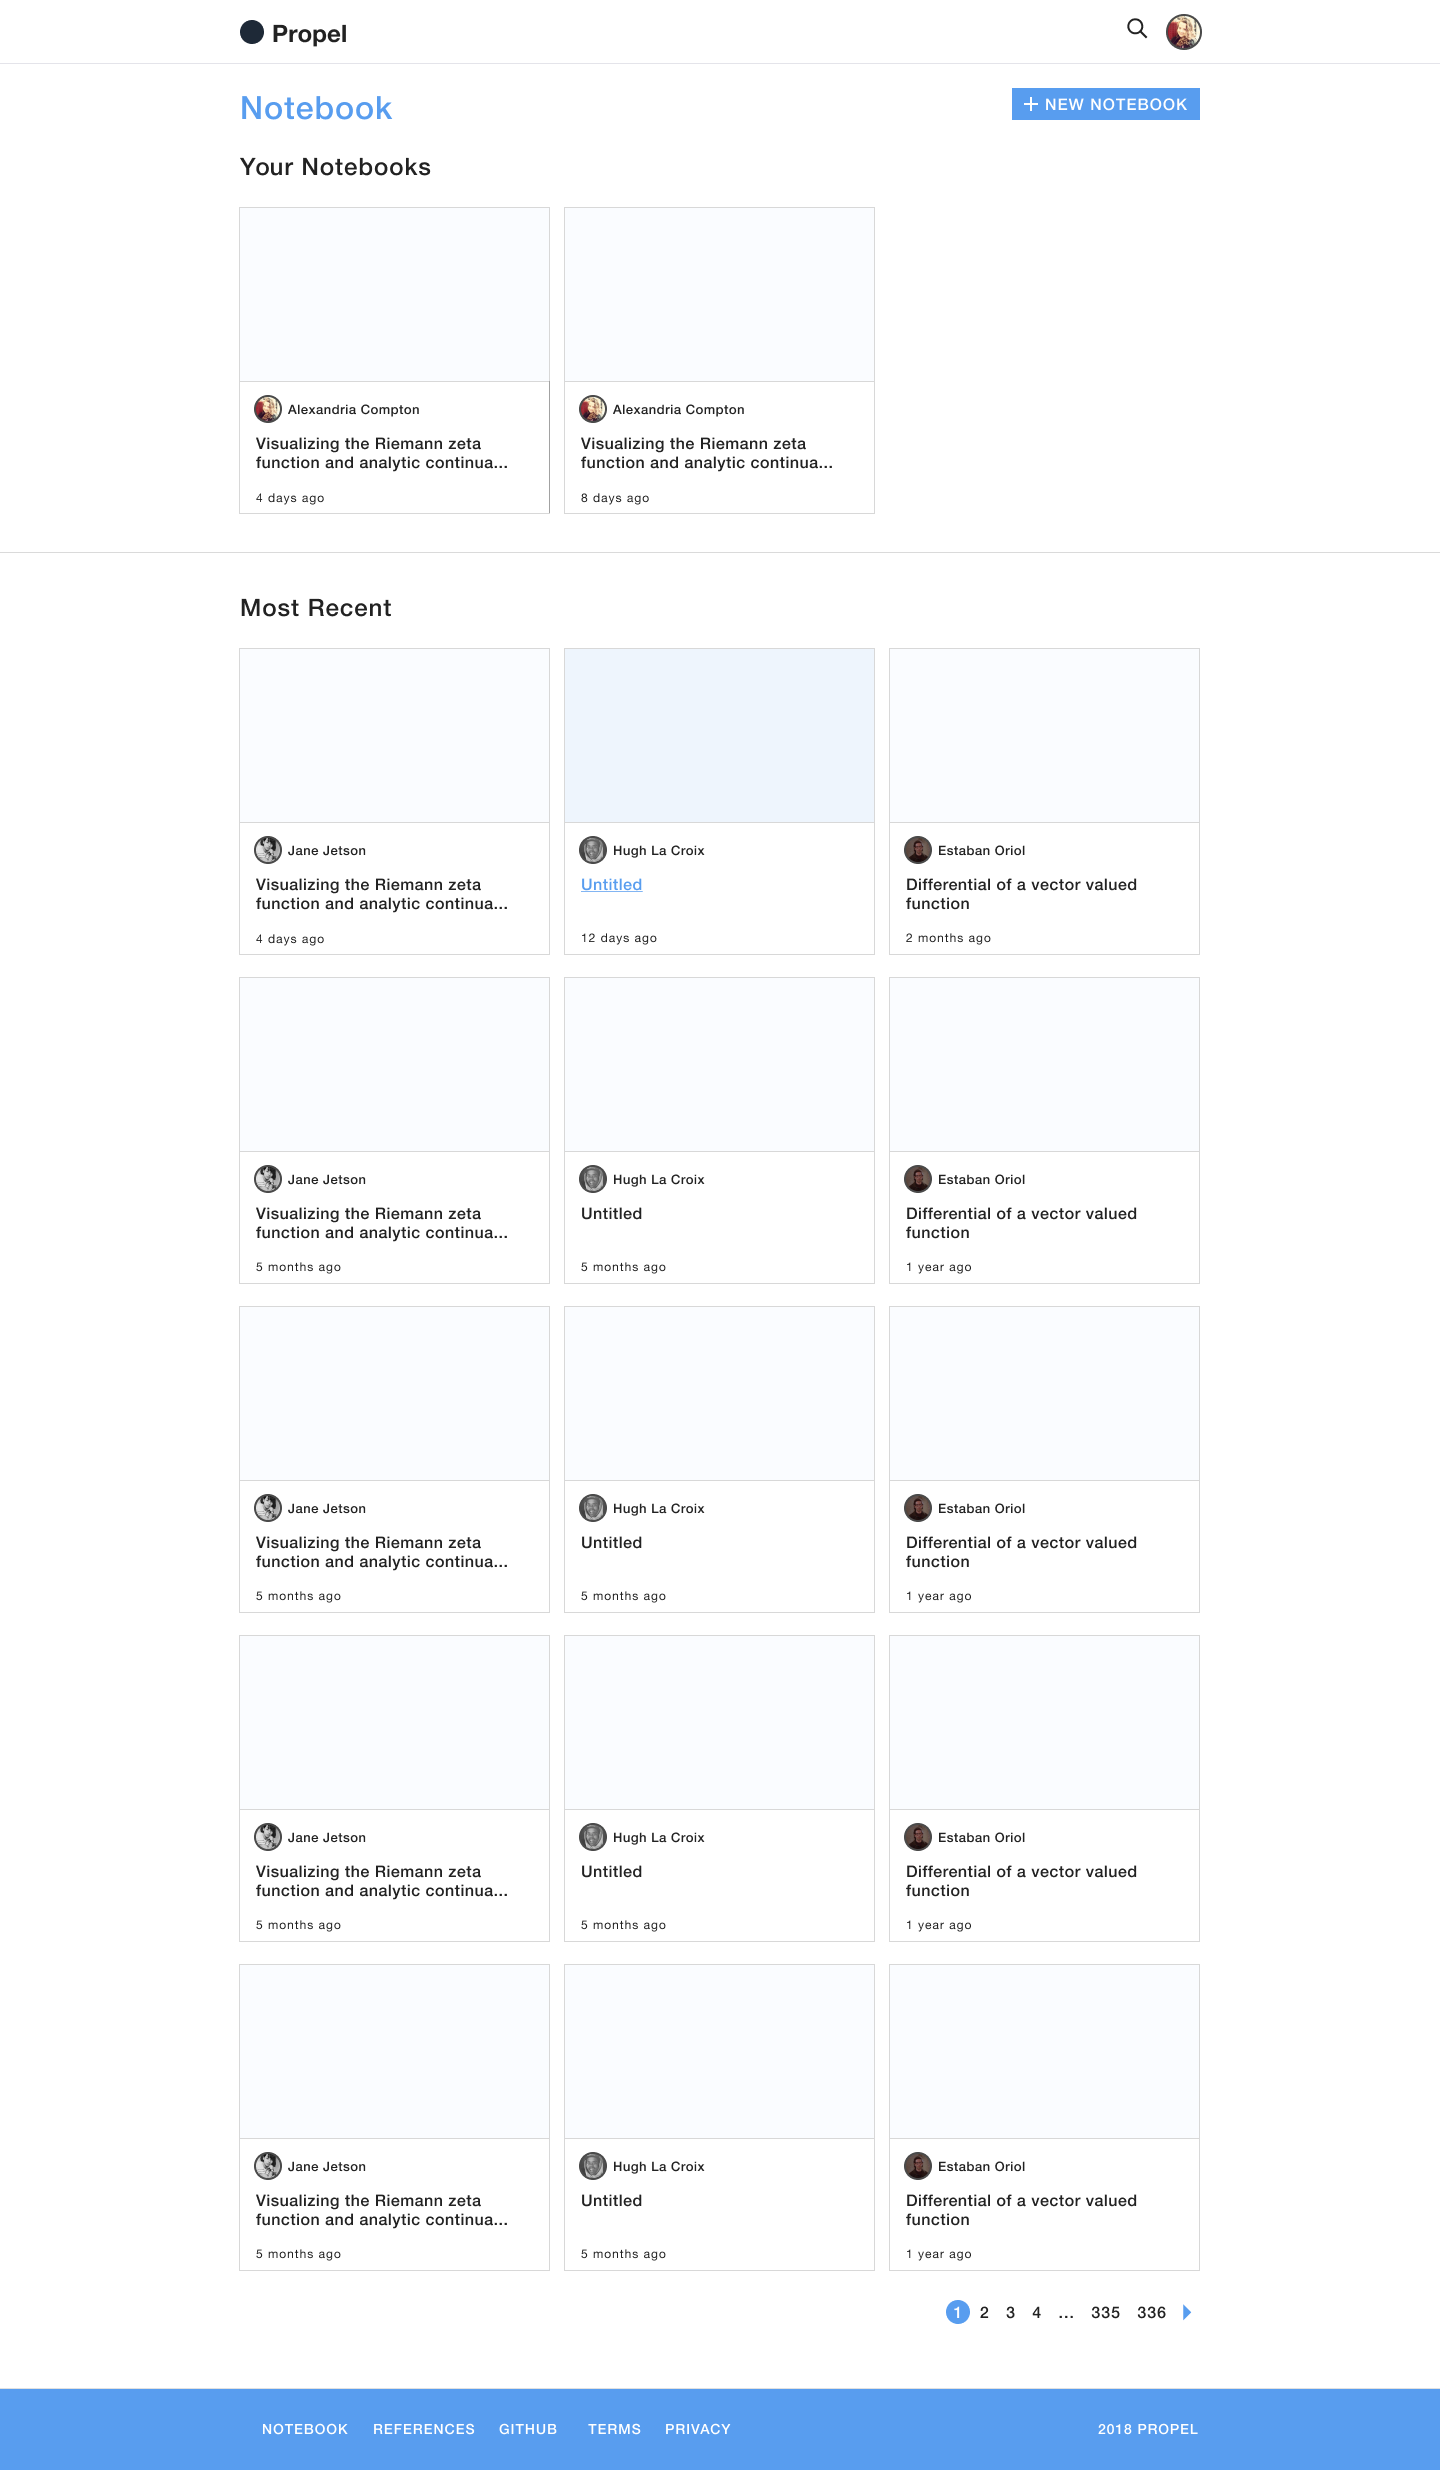 Propel
Notebook
+ NEW NOTEBOOK
Your Notebooks
Alexandria Compton
Visualizing the Riemann zeta
function and analytic continua...
4 days ago
Alexandria Compton
Visualizing the Riemann zeta
function and analytic continua...
8 days ago
Most Recent
Jane Jetson
Visualizing the Riemann zeta
function and analytic continua...
4 days ago
Hugh La Croix
Untitled
12 days ago
Estaban Oriol
Differential of a vector valued
function
2 months ago
Jane Jetson
Visualizing the Riemann zeta
function and analytic continua...
5 months ago
Hugh La Croix
Untitled
5 months ago
Estaban Oriol
Differential of a vector valued
function
1 year ago
Jane Jetson
Visualizing the Riemann zeta
function and analytic continua...
5 months ago
Hugh La Croix
Untitled
5 months ago
Estaban Oriol
Differential of a vector valued
function
1 year ago
Jane Jetson
Visualizing the Riemann zeta
function and analytic continua...
5 months ago
Hugh La Croix
Untitled
5 months ago
Estaban Oriol
Differential of a vector valued
function
1 year ago
Jane Jetson
Visualizing the Riemann zeta
function and analytic continua...
5 months ago
Hugh La Croix
Untitled
5 months ago
Estaban Oriol
Differential of a vector valued
function
1 year ago
1 2 3 4 ... 335 336
NOTEBOOK REFERENCES GITHUB TERMS PRIVACY 2018 PROPEL